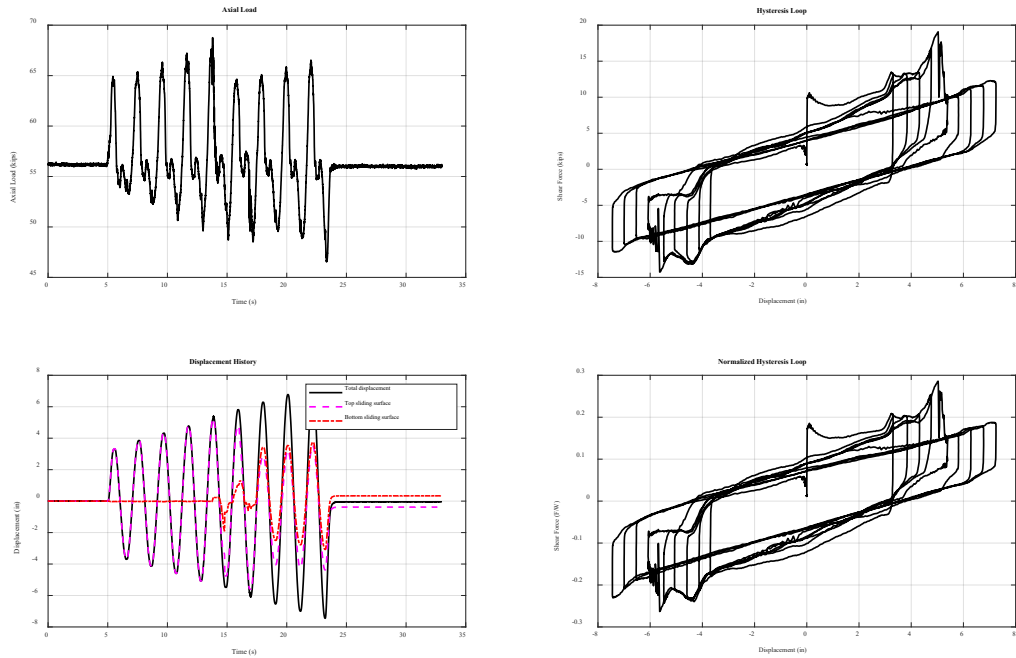 Axial Load
70
65
60
55
50
45
Axial Load (kips)
0 5 10 15 20 25 30 35
Time (s)
Hysteresis Loop
20
15
10
5
0
-5
-10
-15
Shear Force (kips)
-8 -6 -4 -2 0 2 4 6 8
Displacement (in)
Displacement History
8
6
4
2
0
-2
-4
-6
-8
Displacement (in)
Total displacement
Top sliding surface
Bottom sliding surface
0 5 10 15 20 25 30 35
Time (s)
Normalized Hysteresis Loop
0.3
0.2
0.1
0
-0.1
-0.2
-0.3
Shear Force (F/W)
-8 -6 -4 -2 0 2 4 6 8
Displacement (in)